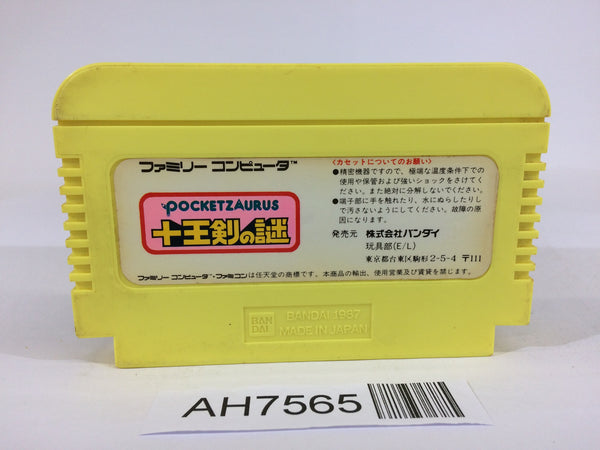 ファミリー コンピュータ™
POCKETZAURUS
十王剣の謎
〈カセットについてのお願い〉
●精密機器ですので、極端な温度条件下での
使用や保管および強いショックをさけてく
ださい。また絶対に分解しないでください。
●端子部に手を触れたり、水にぬらしたりし
て汚さないようにしてください。故障の原
因になります。
発売元 株式会社バンダイ
玩具部(E/L)
東京都台東区駒形2-5-4 〒111
ファミリー コンピュータ・ファミコンは任天堂の商標です。本商品の輸出、使用営業及び賃貸を禁じます。
BAN
DAI
BANDAI 1987
MADE IN JAPAN
AH7565